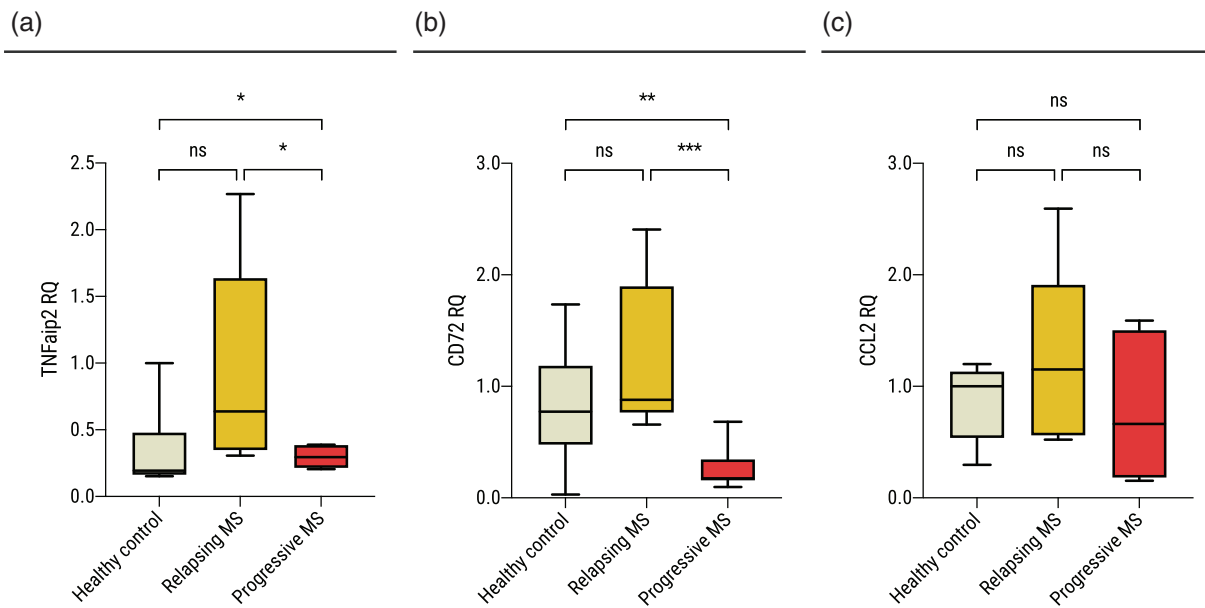 (a)
*
ns *
2.5
2.0
1.5
1.0
0.5
0.0
TNFaip2 RQ
Healthy control
Relapsing MS
Progressive MS
(b)
**
ns ***
3.0
2.0
1.0
0.0
CD72 RQ
Healthy control
Relapsing MS
Progressive MS
(c)
ns
ns ns
3.0
2.0
1.0
0.0
CCL2 RQ
Healthy control
Relapsing MS
Progressive MS